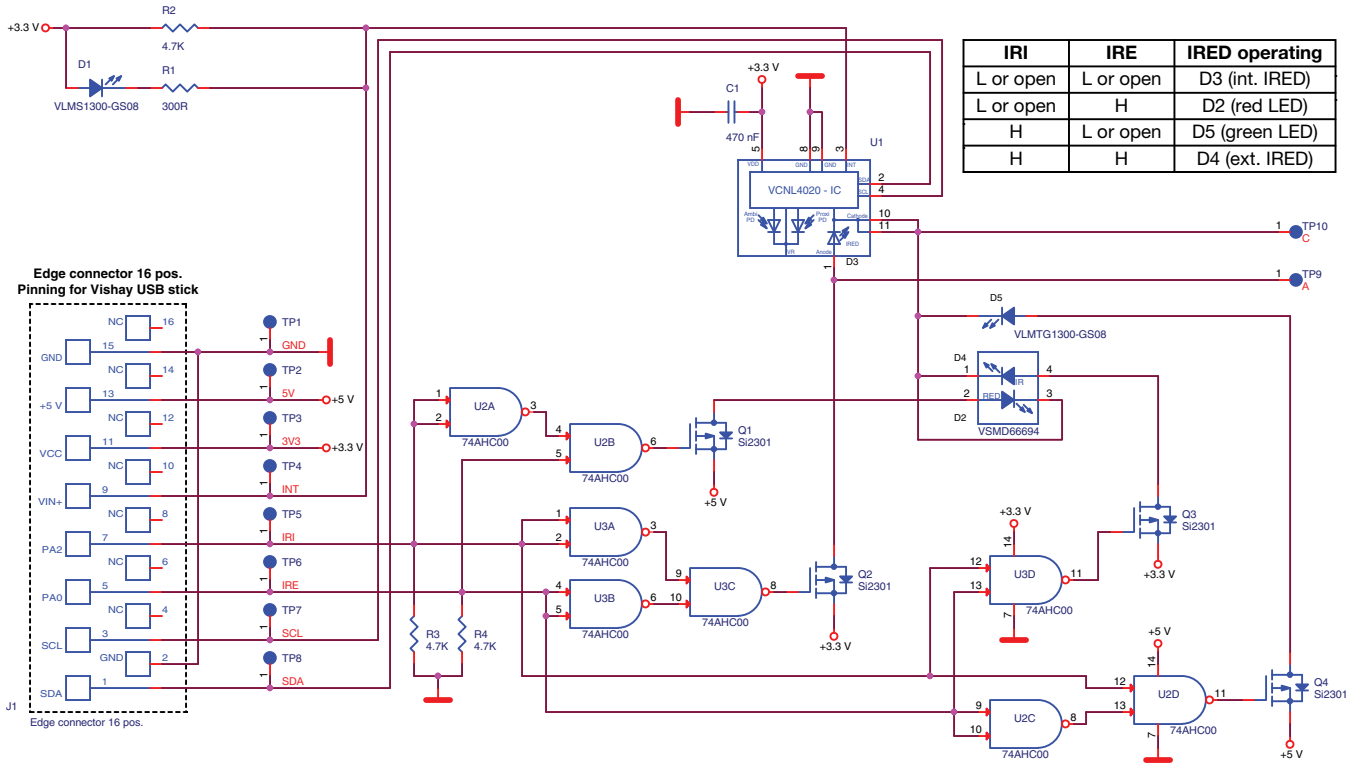 +3.3 V
R2
4.7K
D1
VLMS1300-GS08
R1
300R
IRI IRE IRED operating
L or open L or open D3 (int. IRED)
L or open H D2 (red LED)
H L or open D5 (green LED)
H H D4 (ext. IRED)
+3.3 V
C1
470 nF
U1
5 8 9 3
VDD GND GND INT
VCNL4020 - IC
SDA 2
SCL 4
Ambi PD
Proxi PD
Cathode
10
11
IRED
VR
Anode
D3
1
1 TP10
C
1 TP9
A
Edge connector 16 pos.
Pinning for Vishay USB stick
NC 16
GND 15
NC 14
+5 V 13
NC 12
VCC 11
NC 10
VIN+ 9
NC 8
PA2 7
NC 6
PA0 5
NC 4
SCL 3
GND 2
SDA 1
J1
Edge connector 16 pos.
TP1
1 GND
TP2
1 5V
+5 V
TP3
1 3V3
+3.3 V
TP4
1 INT
TP5
1 IRI
TP6
1 IRE
TP7
1 SCL
TP8
1 SDA
R3
4.7K
R4
4.7K
1
2
U2A
3
74AHC00
4
5
U2B
6
74AHC00
Q1
Si2301
+5 V
1
2
U3A
3
74AHC00
4
5
U3B
6
74AHC00
9
10
U3C
8
74AHC00
Q2
Si2301
+3.3 V
D5
VLMTG1300-GS08
D4
1
IR
4
2
RED
3
D2
VSMD66694
+3.3 V
14
12
13
U3D
11
7
74AHC00
Q3
Si2301
+3.3 V
9
10
U2C
8
74AHC00
+5 V
14
12
13
U2D
11
7
74AHC00
Q4
Si2301
+5 V